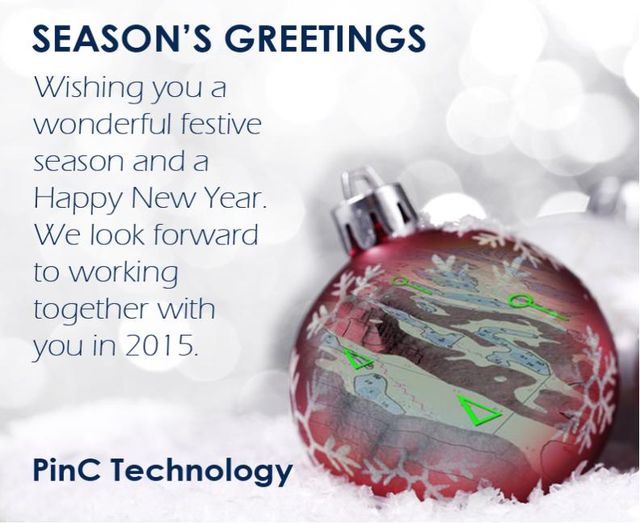 SEASON’S GREETINGS
Wishing you a
wonderful festive
season and a
Happy New Year.
We look forward
to working
together with
you in 2015.
PinC Technology